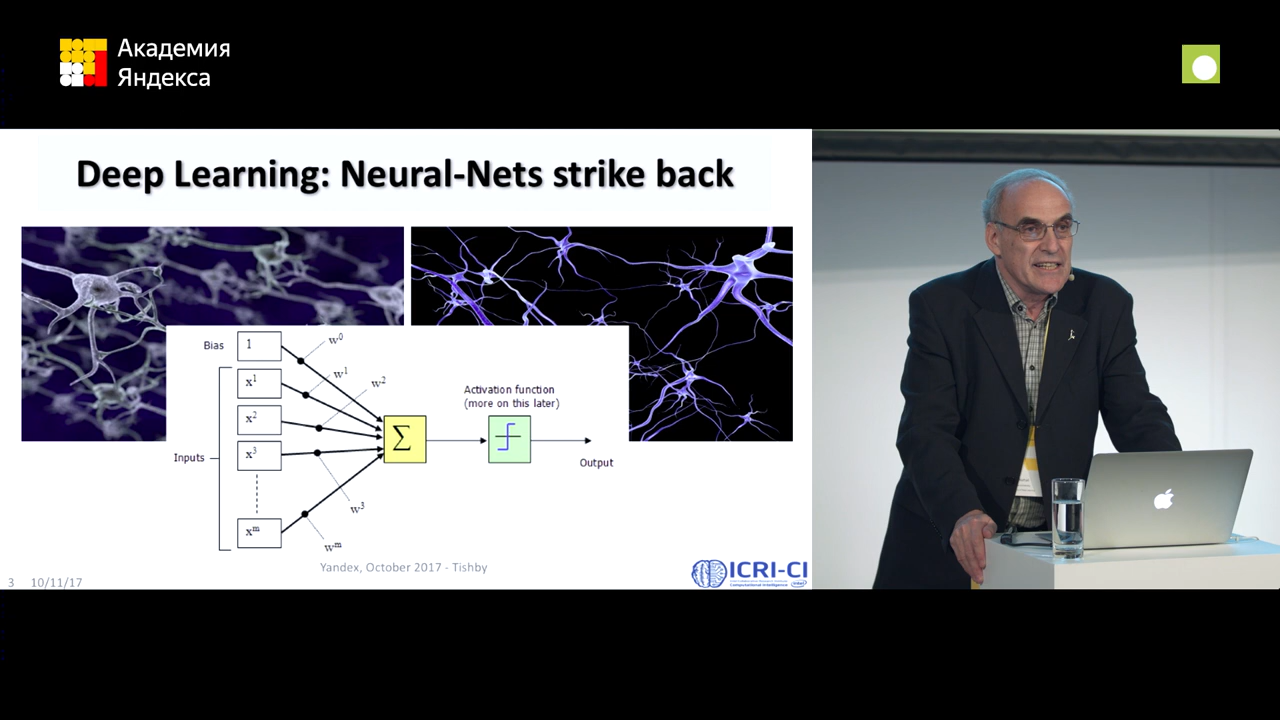 Академия
Яндекса
Deep Learning: Neural-Nets strike back
Bias
1
w⁰
x¹
w¹
x²
w²
Activation function
(more on this later)
Inputs
x³
Σ
Output
w³
xᵐ
wᵐ
Yandex, October 2017 - Tishby
3 10/11/17
ICRI-CI